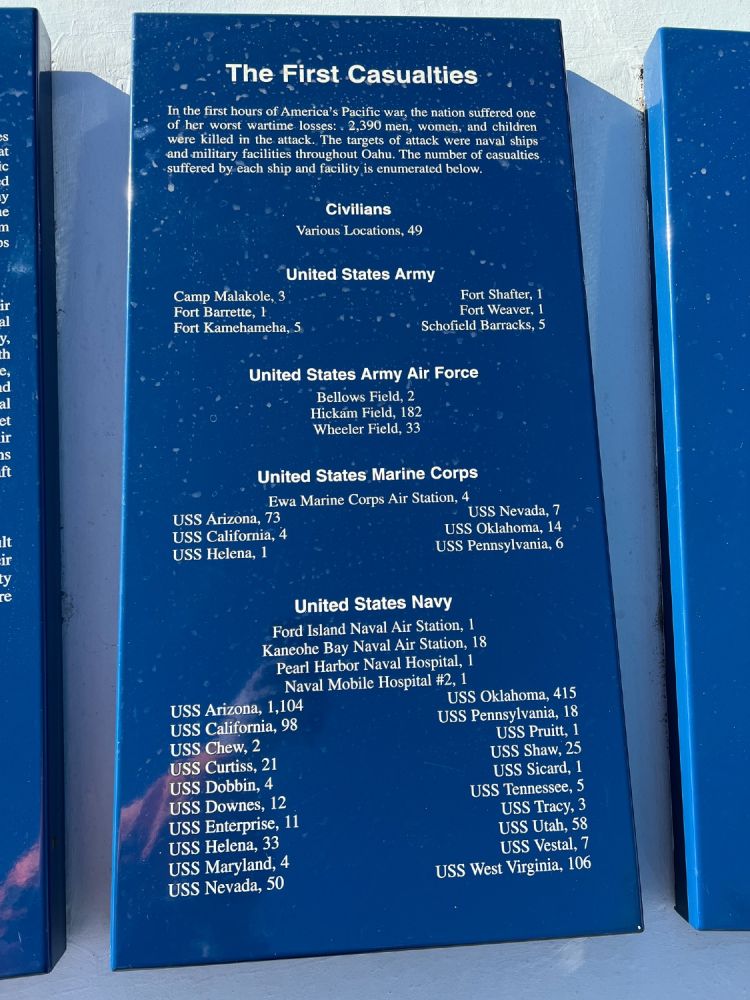 The First Casualties
In the first hours of America's Pacific war, the nation suffered one
of her worst wartime losses: 2,390 men, women, and children
were killed in the attack. The targets of attack were naval ships
and military facilities throughout Oahu. The number of casualties
suffered by each ship and facility is enumerated below.
Civilians
Various Locations, 49
United States Army
Camp Malakole, 3
Fort Barrette, 1
Fort Kamehameha, 5
Fort Shafter, 1
Fort Weaver, 1
Schofield Barracks, 5
United States Army Air Force
Bellows Field, 2
Hickam Field, 182
Wheeler Field, 33
United States Marine Corps
Ewa Marine Corps Air Station, 4
USS Arizona, 73
USS California, 4
USS Helena, 1
USS Nevada, 7
USS Oklahoma, 14
USS Pennsylvania, 6
United States Navy
Ford Island Naval Air Station, 1
Kaneohe Bay Naval Air Station, 18
Pearl Harbor Naval Hospital, 1
Naval Mobile Hospital #2, 1
USS Arizona, 1,104
USS California, 98
USS Chew, 2
USS Curtiss, 21
USS Dobbin, 4
USS Downes, 12
USS Enterprise, 11
USS Helena, 33
USS Maryland, 4
USS Nevada, 50
USS Oklahoma, 415
USS Pennsylvania, 18
USS Pruitt, 1
USS Shaw, 25
USS Sicard, 1
USS Tennessee, 5
USS Tracy, 3
USS Utah, 58
USS Vestal, 7
USS West Virginia, 106